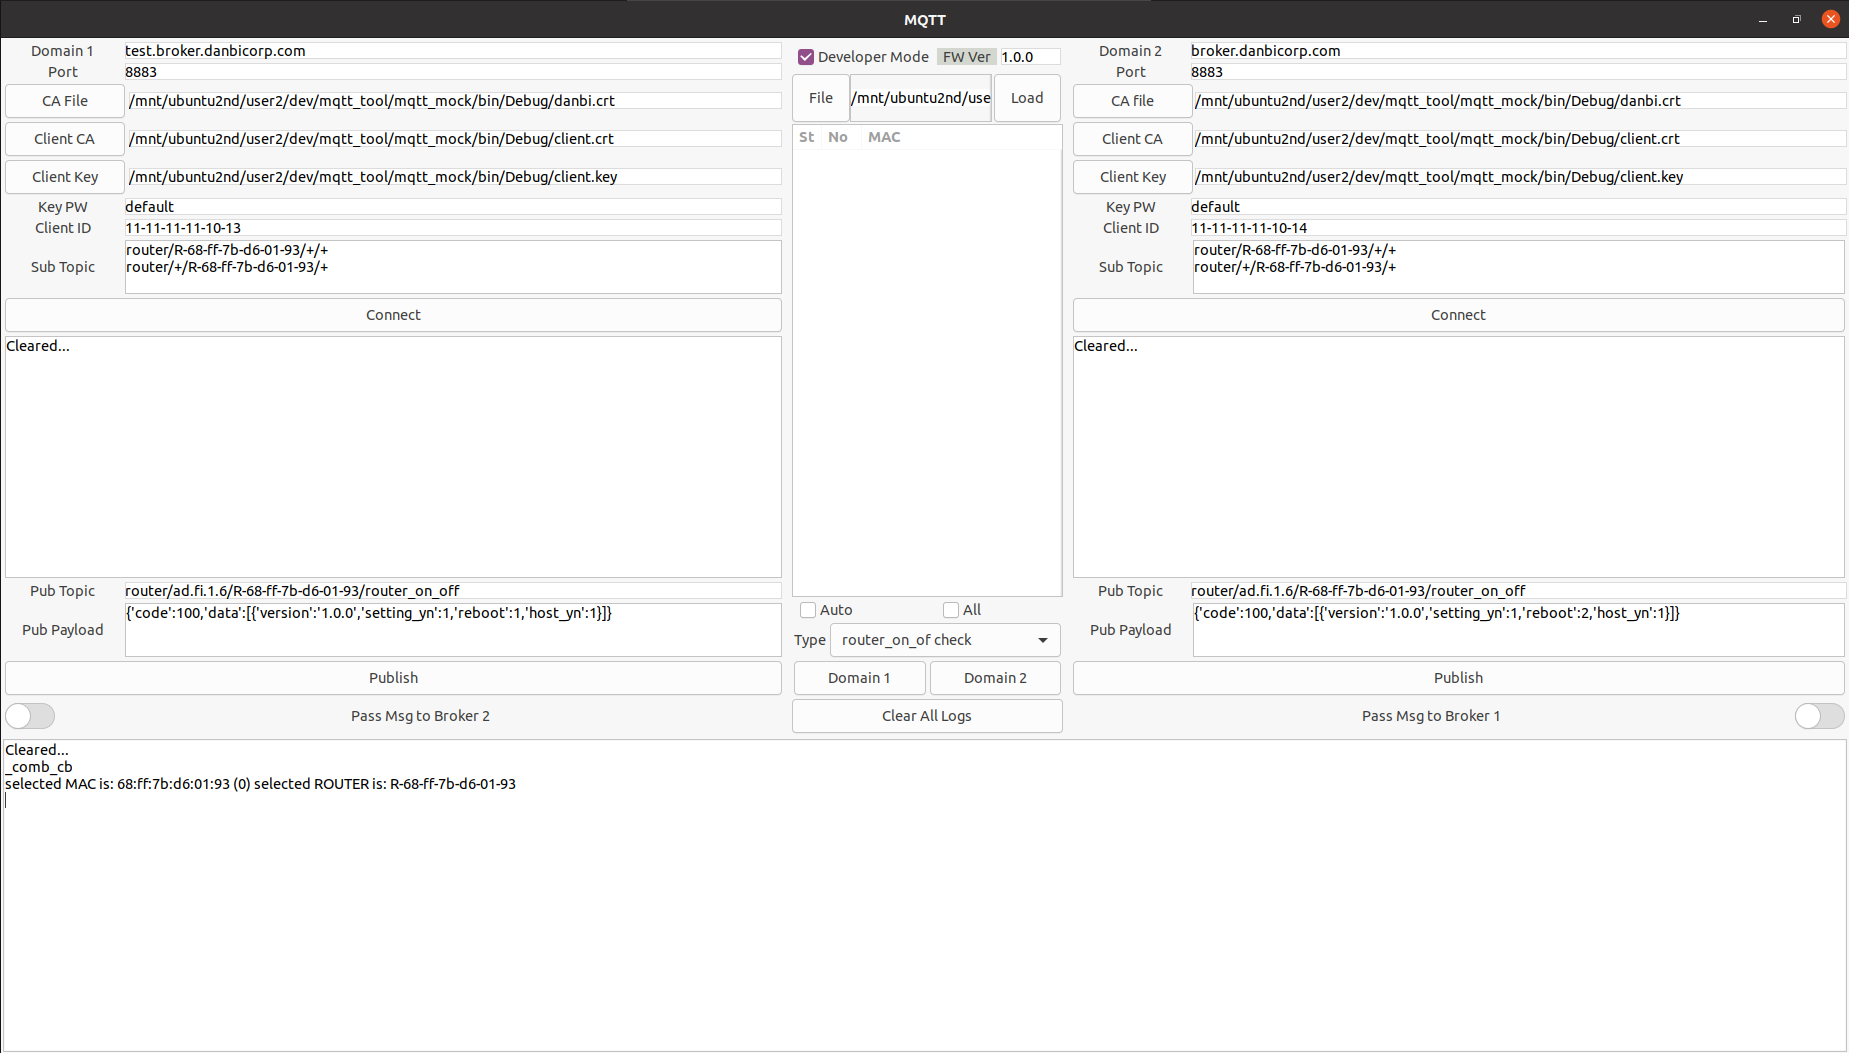 MQTT
Domain 1
test.broker.danbicorp.com
Port
8883
CA File
/mnt/ubuntu2nd/user2/dev/mqtt_tool/mqtt_mock/bin/Debug/danbi.crt
Client CA
/mnt/ubuntu2nd/user2/dev/mqtt_tool/mqtt_mock/bin/Debug/client.crt
Client Key
/mnt/ubuntu2nd/user2/dev/mqtt_tool/mqtt_mock/bin/Debug/client.key
Key PW
default
Client ID
11-11-11-11-10-13
Sub Topic
router/R-68-ff-7b-d6-01-93/+/+
router/+/R-68-ff-7b-d6-01-93/+
Connect
Cleared...
Pub Topic
router/ad.fi.1.6/R-68-ff-7b-d6-01-93/router_on_off
Pub Payload
{'code':100,'data':[{'version':'1.0.0','setting_yn':1,'reboot':1,'host_yn':1}]}
Publish
Pass Msg to Broker 2
Developer Mode
FW Ver
1.0.0
File
/mnt/ubuntu2nd/use
Load
St No MAC
Auto
All
Type
router_on_of check
Domain 1
Domain 2
Clear All Logs
Domain 2
broker.danbicorp.com
Port
8883
CA file
/mnt/ubuntu2nd/user2/dev/mqtt_tool/mqtt_mock/bin/Debug/danbi.crt
Client CA
/mnt/ubuntu2nd/user2/dev/mqtt_tool/mqtt_mock/bin/Debug/client.crt
Client Key
/mnt/ubuntu2nd/user2/dev/mqtt_tool/mqtt_mock/bin/Debug/client.key
Key PW
default
Client ID
11-11-11-11-10-14
Sub Topic
router/R-68-ff-7b-d6-01-93/+/+
router/+/R-68-ff-7b-d6-01-93/+
Connect
Cleared...
Pub Topic
router/ad.fi.1.6/R-68-ff-7b-d6-01-93/router_on_off
Pub Payload
{'code':100,'data':[{'version':'1.0.0','setting_yn':1,'reboot':2,'host_yn':1}]}
Publish
Pass Msg to Broker 1
Cleared...
_comb_cb
selected MAC is: 68:ff:7b:d6:01:93 (0) selected ROUTER is: R-68-ff-7b-d6-01-93